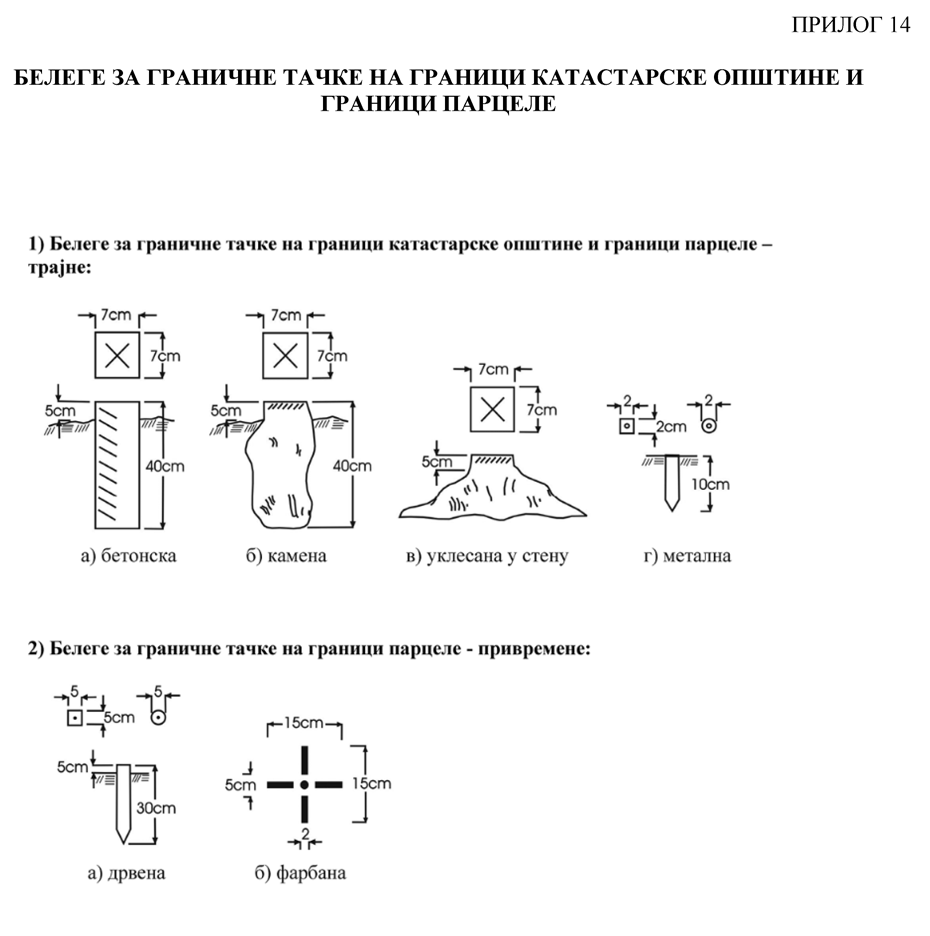 ПРИЛОГ 14
БЕЛЕГЕ ЗА ГРАНИЧНЕ ТАЧКЕ НА ГРАНИЦИ КАТАСТАРСКЕ ОПШТИНЕ И
ГРАНИЦИ ПАРЦЕЛЕ
1) Белеге за граничне тачке на граници катастарске општине и граници парцеле –
трајне:
7cm
7cm
5cm
40cm
7cm
7cm
5cm
40cm
7cm
7cm
5cm
2
2cm
2
10cm
а) бетонска
б) камена
в) уклесана у стену
г) метална
2) Белеге за граничне тачке на граници парцеле - привремене:
5
5cm
5
5cm
30cm
15cm
5cm
15cm
2
а) дрвена
б) фарбана